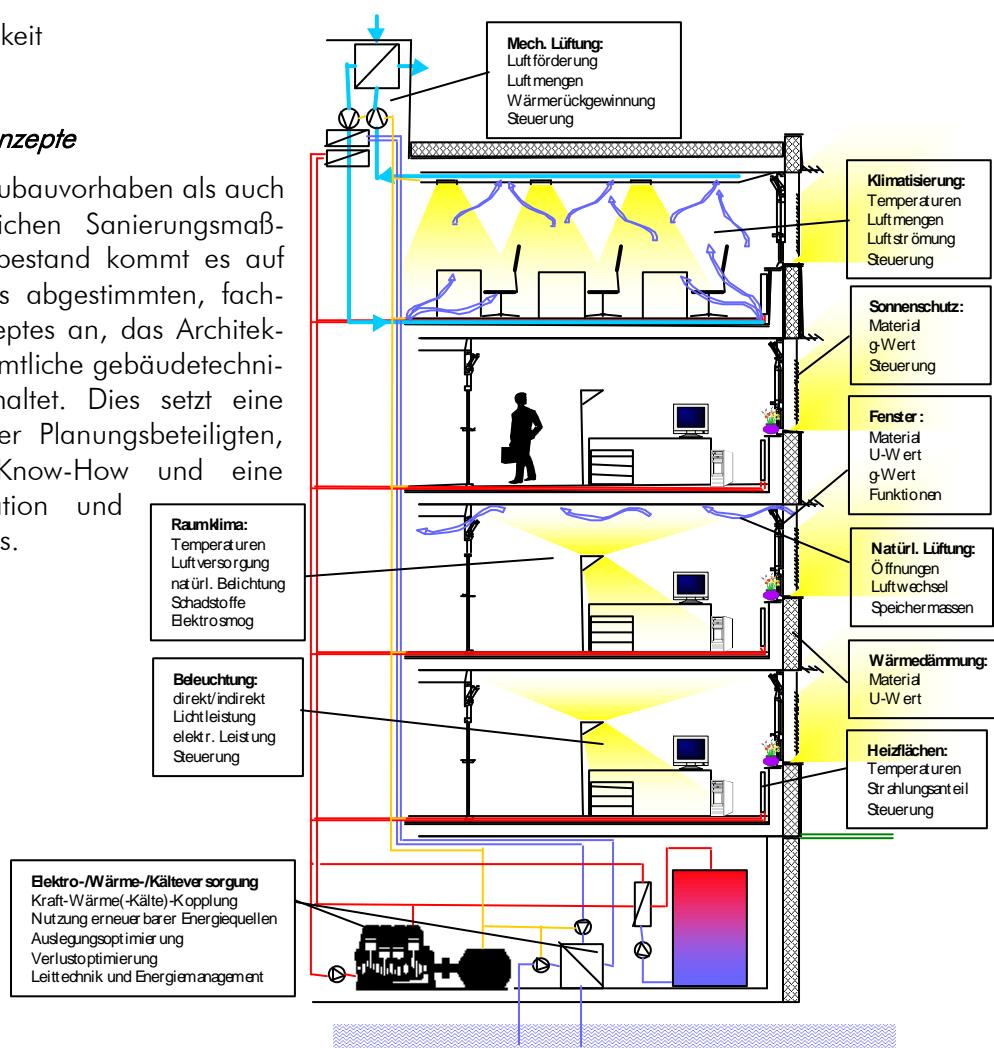 keit
nzepte
ubauvorhaben als auch
lichen Sanierungsmaß-
bestand kommt es auf
s abgestimmten, fach-
eptes an, das Architek-
mtliche gebäudetechni-
haltet. Dies setzt eine
er Planungsbeteiligten,
Know-How und eine
ation und
s.
Mech. Lüftung:
Luftförderung
Luftmengen
Wärmerückgewinnung
Steuerung
Klimatisierung:
Temperaturen
Luftmengen
Luftströmung
Steuerung
Sonnenschutz:
Material
g-Wert
Steuerung
Fenster:
Material
U-Wert
g-Wert
Funktionen
Raumklima:
Temperaturen
Luftversorgung
natürl. Belichtung
Schadstoffe
Elektrosmog
Natürl. Lüftung:
Öffnungen
Luftwechsel
Speichermassen
Wärmedämmung:
Material
U-Wert
Beleuchtung:
direkt/indirekt
Lichtleistung
elektr. Leistung
Steuerung
Heizflächen:
Temperaturen
Strahlungsanteil
Steuerung
Elektro-/Wärme-/Kälteversorgung
Kraft-Wärme(-Kälte)-Kopplung
Nutzung erneuerbarer Energiequellen
Auslegungsoptimierung
Verlustoptimierung
Leittechnik und Energiemanagement